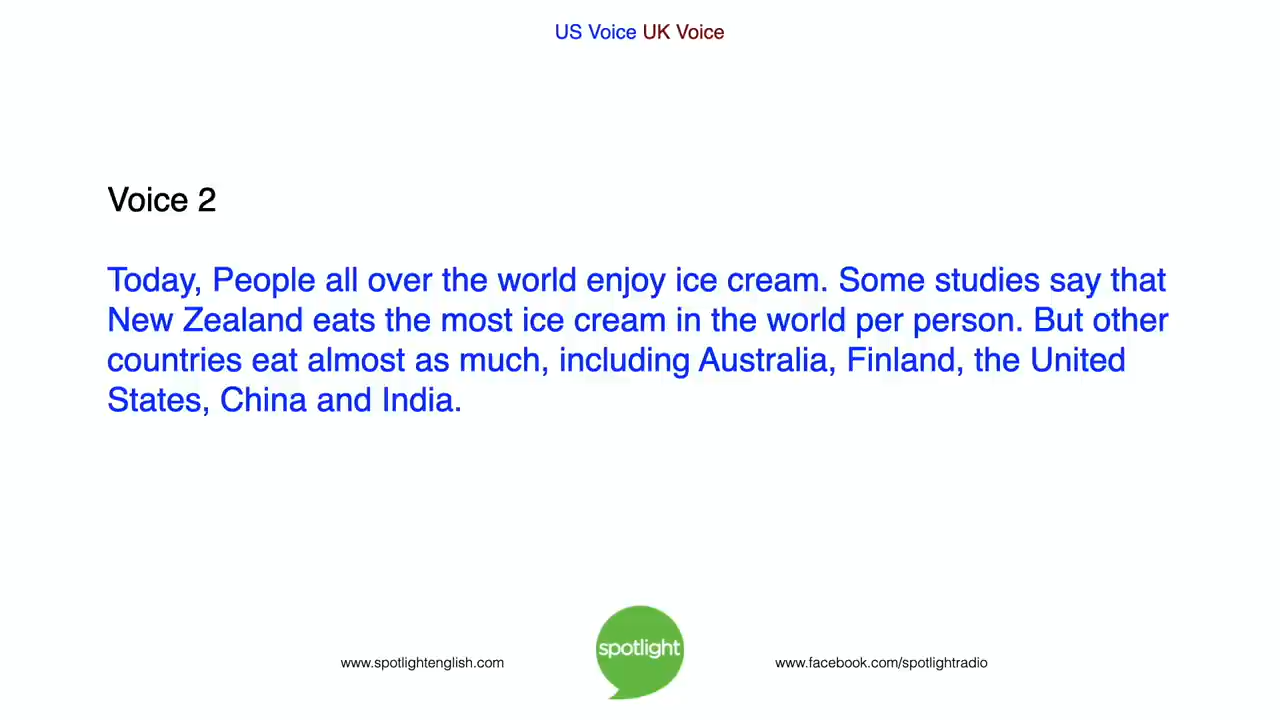 US Voice UK Voice
Voice 2
Today, People all over the world enjoy ice cream. Some studies say that
New Zealand eats the most ice cream in the world per person. But other
countries eat almost as much, including Australia, Finland, the United
States, China and India.
www.spotlightenglish.com
spotlight
www.facebook.com/spotlightradio